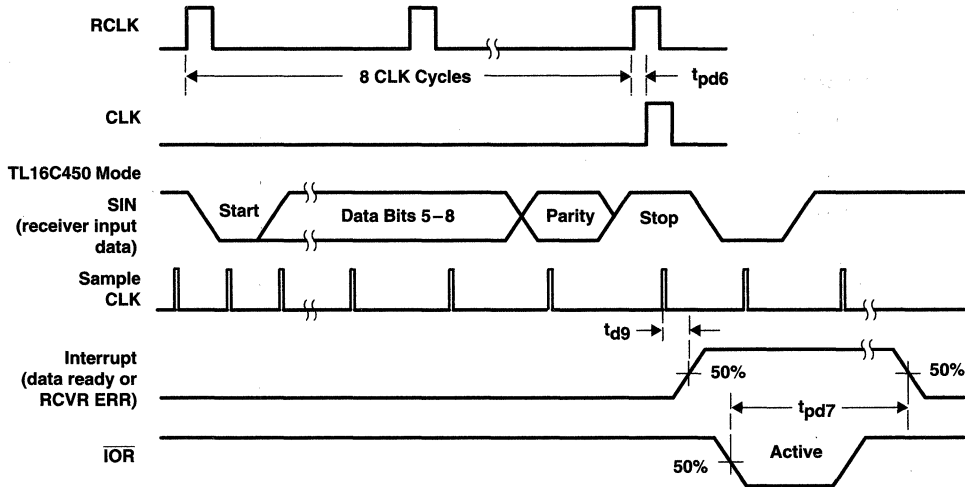 RCLK
8 CLK Cycles
tpd6
CLK
TL16C450 Mode
SIN
(receiver input
data)
Start
Data Bits 5–8
Parity
Stop
Sample
CLK
td9
Interrupt
(data ready or
RCVR ERR)
50%
50%
tpd7
IOR
50%
Active